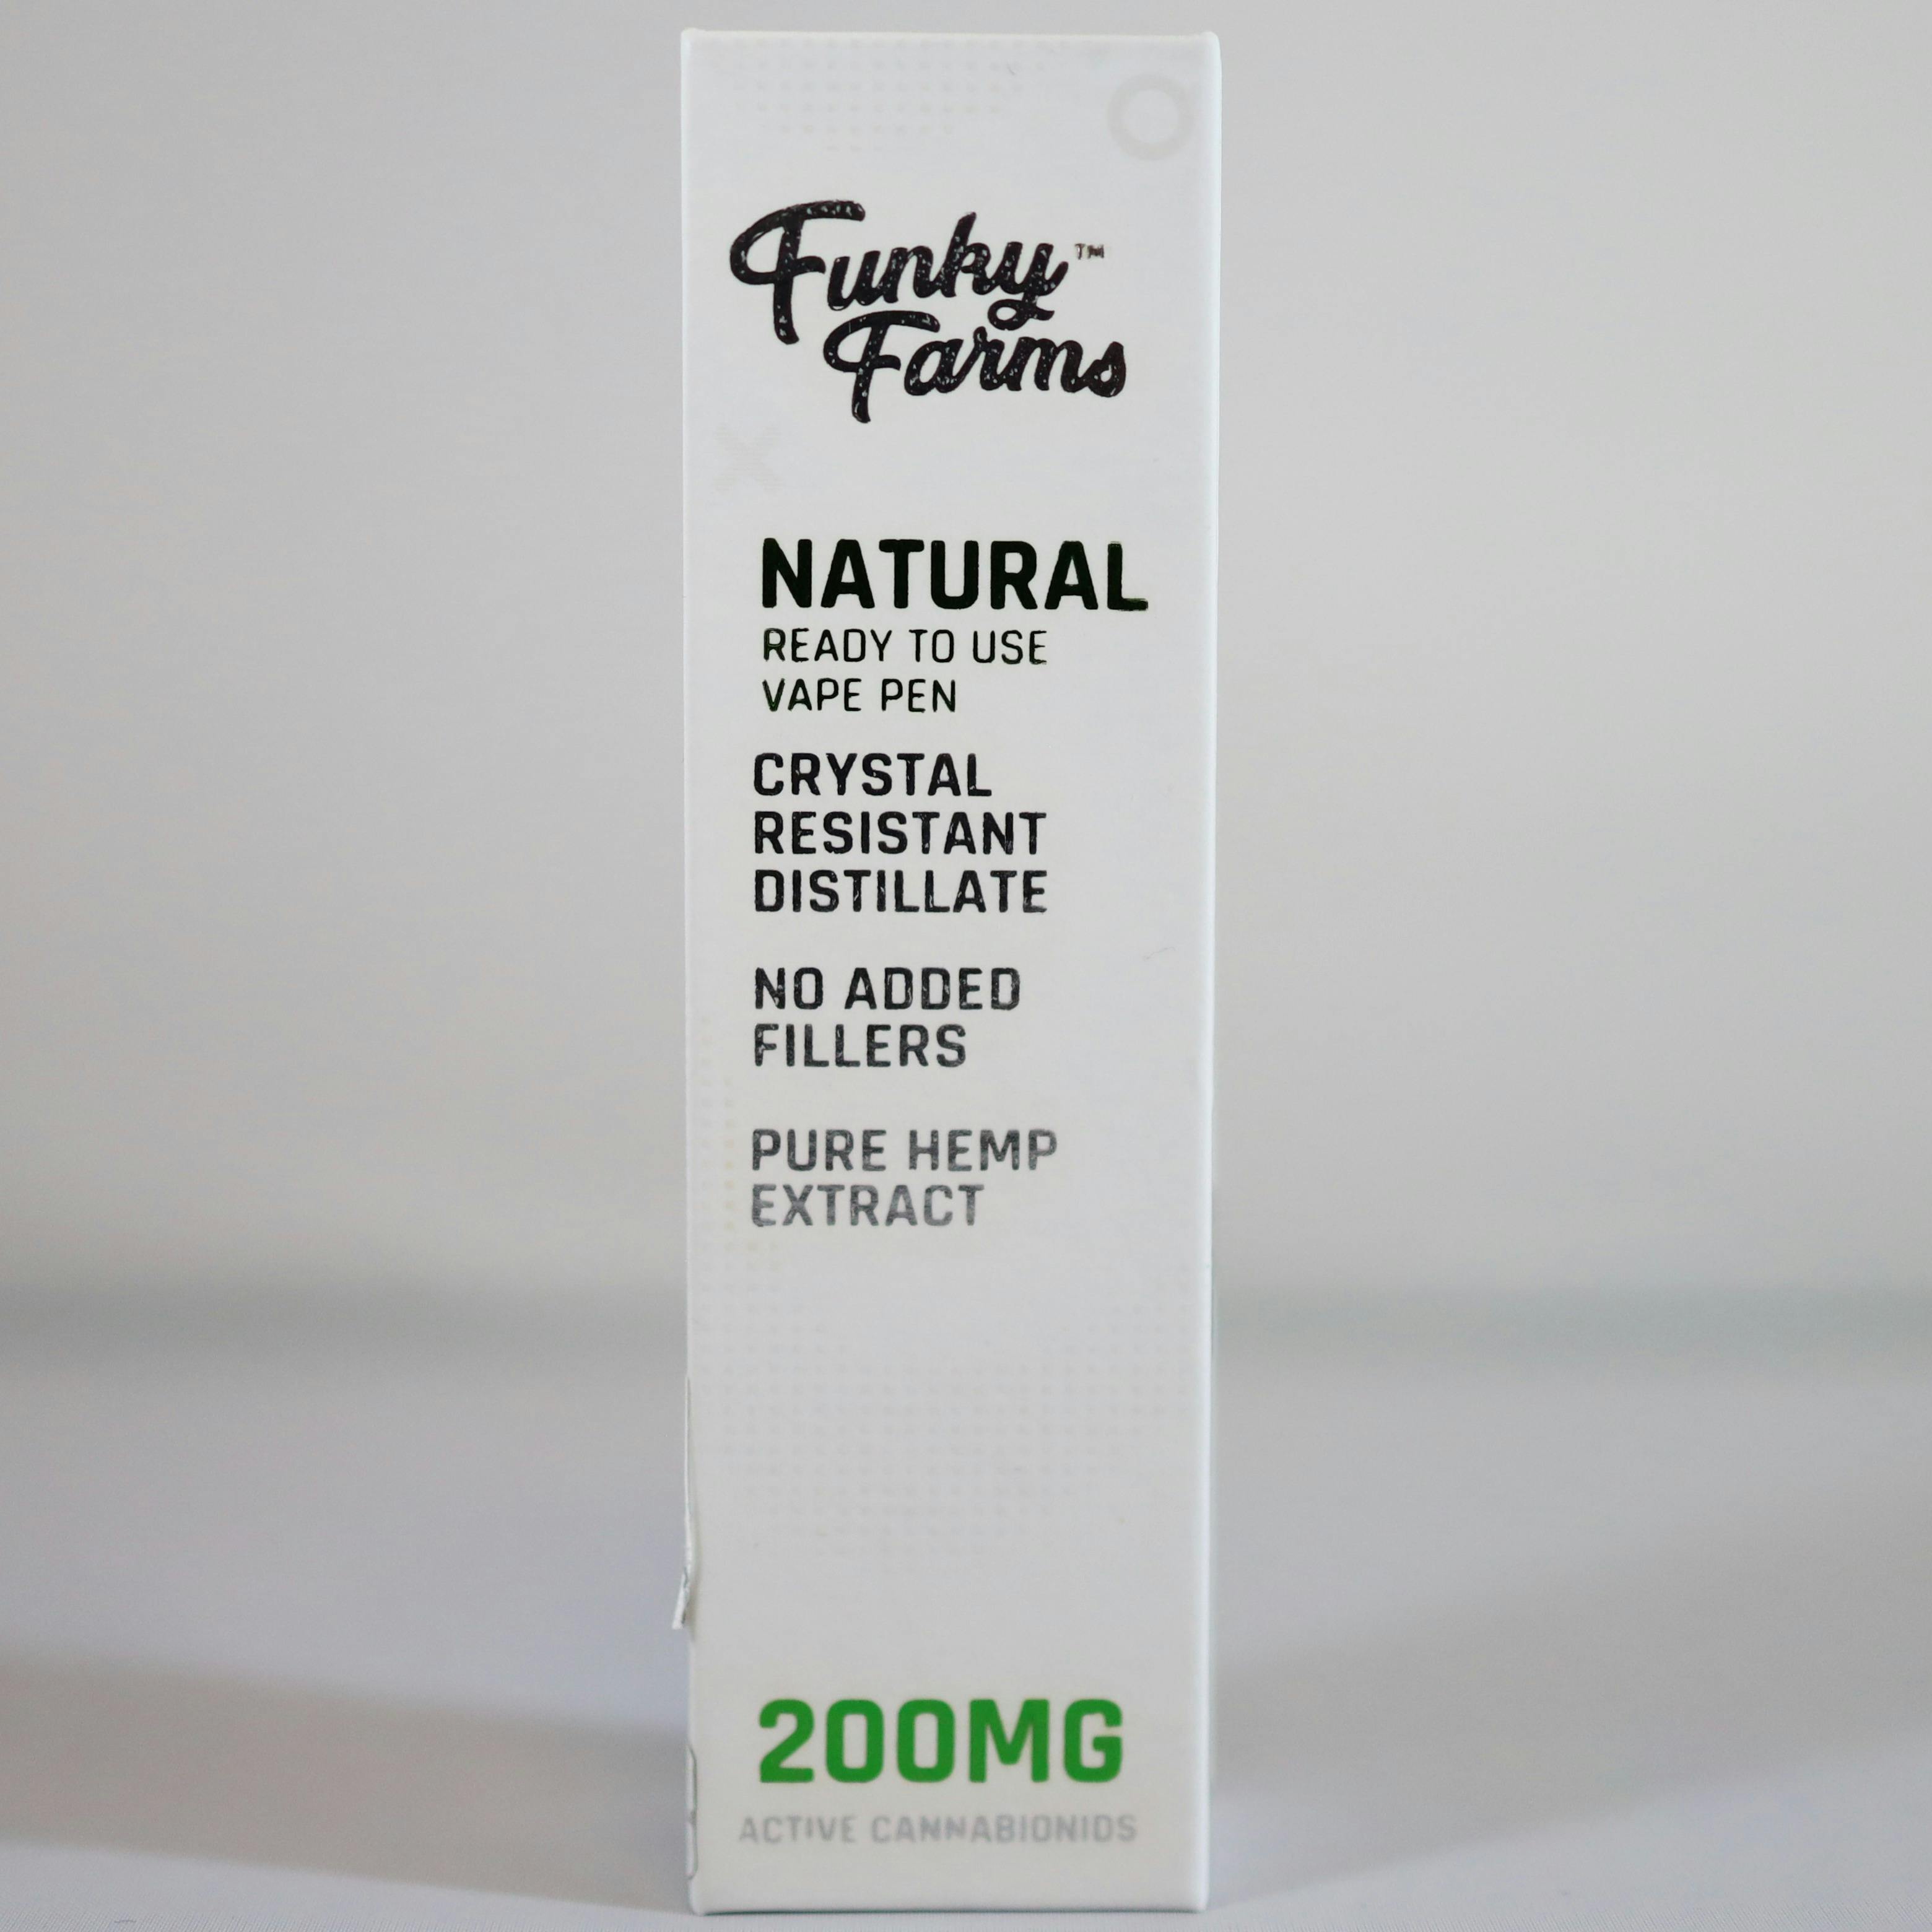 Funky™
Farms
NATURAL
READY TO USE
VAPE PEN
CRYSTAL
RESISTANT
DISTILLATE
NO ADDED
FILLERS
PURE HEMP
EXTRACT
200MG
ACTIVE CANNABIONIDS